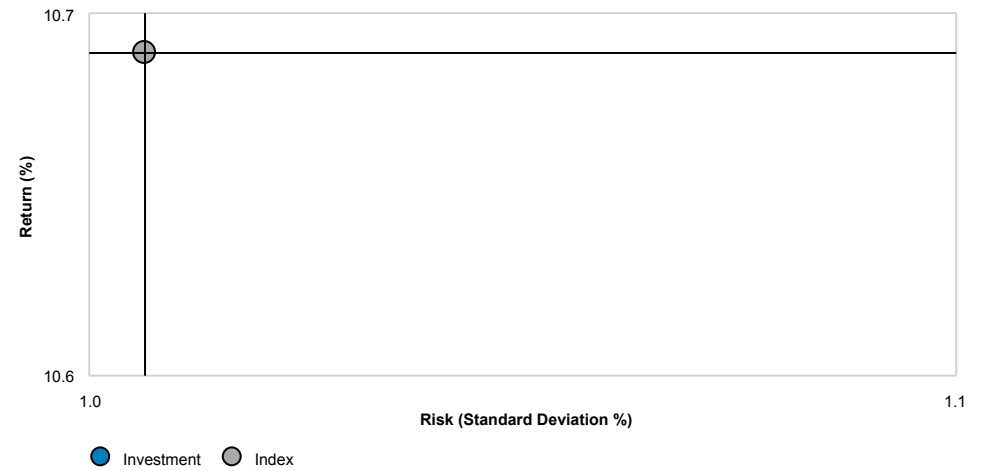 10.7
Return (%)
10.6
1.0
1.1
Risk (Standard Deviation %)
Investment Index